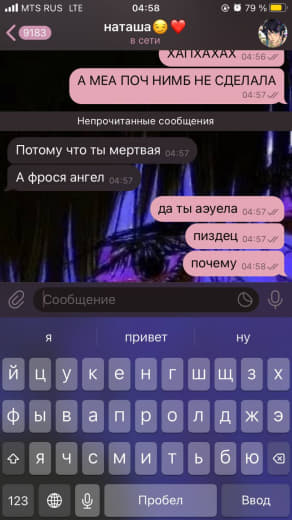 MTS RUS LTE 04:58 79 %
9183 наташа😏❤️
в сети
ХАПХАХАХ 04:56
А МЕА ПОЧ НИМБ НЕ СДЕЛАЛА
04:57
Непрочитанные сообщения
Потому что ты мертвая 04:57
А фрося ангел 04:57
да ты аэуела 04:57
пиздец 04:57
почему 04:58
Сообщение
я привет ну
й ц у к е н г ш щ з х
ф ы в а п р о л д ж э
я ч с м и т ь б ю
123 Пробел Ввод